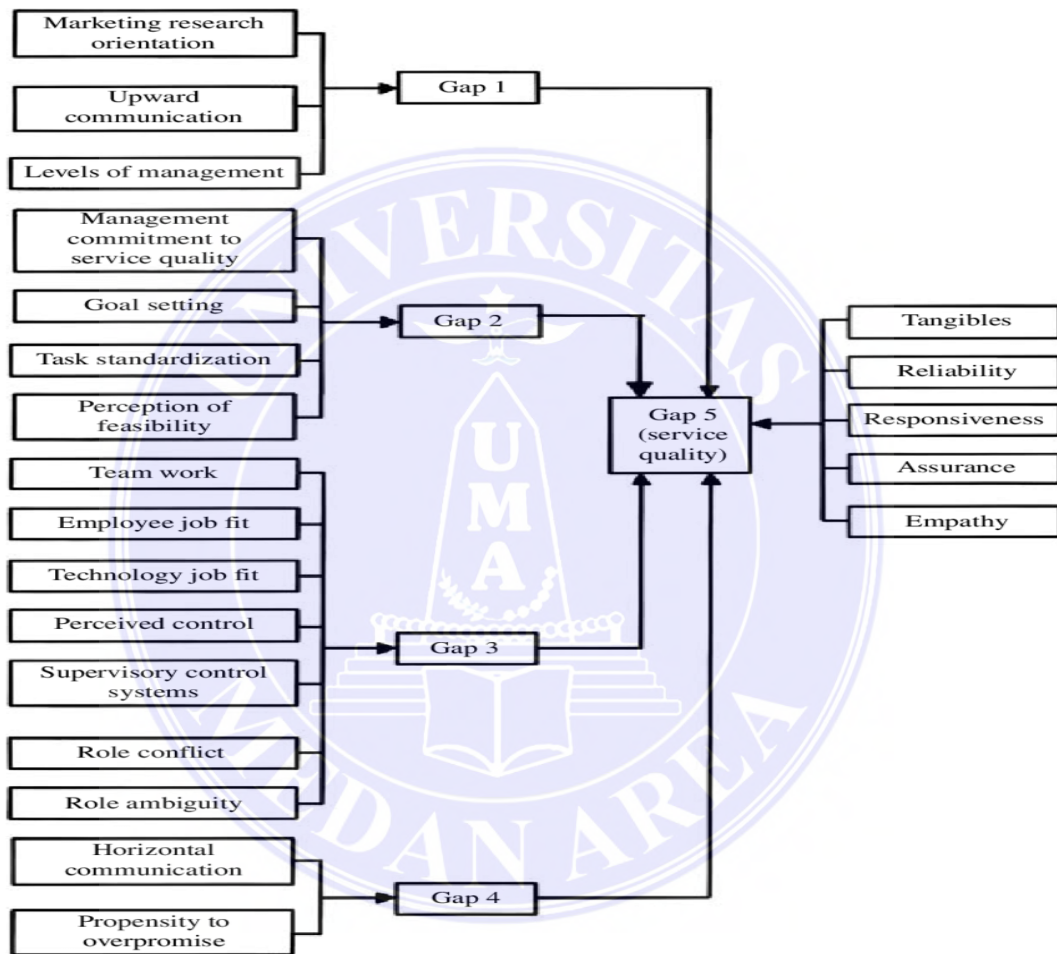 Marketing research
orientation
Upward
communication
Levels of management
Gap 1
Management
commitment to
service quality
Goal setting
Task standardization
Perception of
feasibility
Gap 2
Team work
Employee job fit
Technology job fit
Perceived control
Supervisory control
systems
Role conflict
Role ambiguity
Gap 3
Horizontal
communication
Propensity to
overpromise
Gap 4
Gap 5
(service
quality)
Tangibles
Reliability
Responsiveness
Assurance
Empathy
UNIVERSITAS
MEDAN AREA
UMA